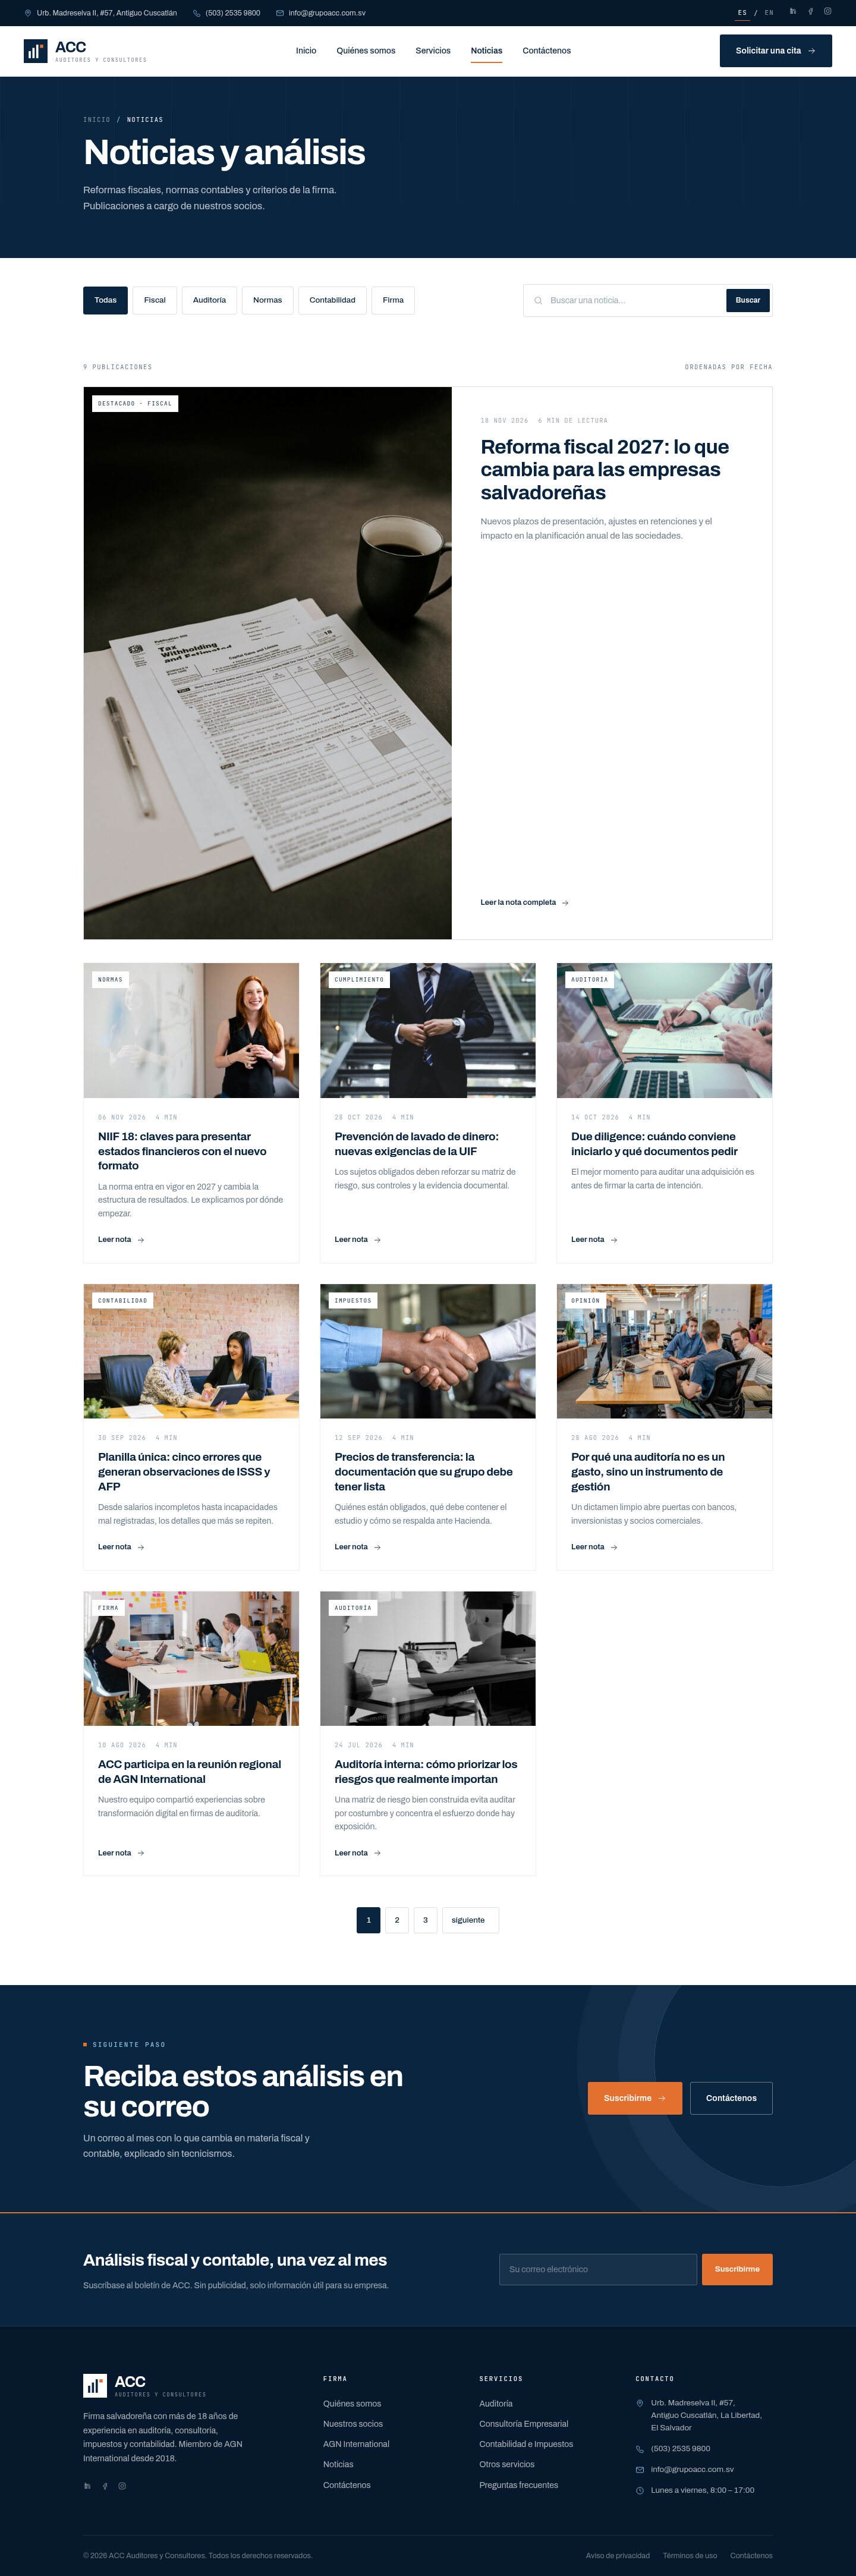 Urb. Madreselva II, #57, Antiguo Cuscatlán (503) 2535 9800 info@grupoacc.com.sv ES / EN
ACC
AUDITORES Y CONSULTORES
Inicio Quiénes somos Servicios Noticias Contáctenos Solicitar una cita →
INICIO / NOTICIAS
Noticias y análisis
Reformas fiscales, normas contables y criterios de la firma.
Publicaciones a cargo de nuestros socios.
Todas Fiscal Auditoría Normas Contabilidad Firma Buscar una noticia... Buscar
9 PUBLICACIONES ORDENADAS POR FECHA
DESTACADO · FISCAL
Tax Withholding
and Estimated
18 NOV 2026 6 MIN DE LECTURA
Reforma fiscal 2027: lo que
cambia para las empresas
salvadoreñas
Nuevos plazos de presentación, ajustes en retenciones y el
impacto en la planificación anual de las sociedades.
Leer la nota completa →
NORMAS
06 NOV 2026 4 MIN
NIIF 18: claves para presentar
estados financieros con el nuevo
formato
La norma entra en vigor en 2027 y cambia la
estructura de resultados. Le explicamos por dónde
empezar.
Leer nota →
CUMPLIMIENTO
28 OCT 2026 4 MIN
Prevención de lavado de dinero:
nuevas exigencias de la UIF
Los sujetos obligados deben reforzar su matriz de
riesgo, sus controles y la evidencia documental.
Leer nota →
AUDITORÍA
14 OCT 2026 4 MIN
Due diligence: cuándo conviene
iniciarlo y qué documentos pedir
El mejor momento para auditar una adquisición es
antes de firmar la carta de intención.
Leer nota →
CONTABILIDAD
30 SEP 2026 4 MIN
Planilla única: cinco errores que
generan observaciones de ISSS y
AFP
Desde salarios incompletos hasta incapacidades
mal registradas, los detalles que más se repiten.
Leer nota →
IMPUESTOS
12 SEP 2026 4 MIN
Precios de transferencia: la
documentación que su grupo debe
tener lista
Quiénes están obligados, qué debe contener el
estudio y cómo se respalda ante Hacienda.
Leer nota →
OPINIÓN
28 AGO 2026 4 MIN
Por qué una auditoría no es un
gasto, sino un instrumento de
gestión
Un dictamen limpio abre puertas con bancos,
inversionistas y socios comerciales.
Leer nota →
FIRMA
10 AGO 2026 4 MIN
ACC participa en la reunión regional
de AGN International
Nuestro equipo compartió experiencias sobre
transformación digital en firmas de auditoría.
Leer nota →
AUDITORÍA
24 JUL 2026 4 MIN
Auditoría interna: cómo priorizar los
riesgos que realmente importan
Una matriz de riesgo bien construida evita auditar
por costumbre y concentra el esfuerzo donde hay
exposición.
Leer nota →
1 2 3 siguiente
SIGUIENTE PASO
Reciba estos análisis en
su correo
Un correo al mes con lo que cambia en materia fiscal y
contable, explicado sin tecnicismos.
Suscribirme → Contáctenos
Análisis fiscal y contable, una vez al mes
Suscríbase al boletín de ACC. Sin publicidad, solo información útil para su empresa.
Su correo electrónico Suscribirme
ACC
AUDITORES Y CONSULTORES
Firma salvadoreña con más de 18 años de
experiencia en auditoría, consultoría,
impuestos y contabilidad. Miembro de AGN
International desde 2018.
FIRMA
Quiénes somos
Nuestros socios
AGN International
Noticias
Contáctenos
SERVICIOS
Auditoría
Consultoría Empresarial
Contabilidad e Impuestos
Otros servicios
Preguntas frecuentes
CONTACTO
Urb. Madreselva II, #57,
Antiguo Cuscatlán, La Libertad,
El Salvador
(503) 2535 9800
info@grupoacc.com.sv
Lunes a viernes, 8:00 – 17:00
© 2026 ACC Auditores y Consultores. Todos los derechos reservados.
Aviso de privacidad Términos de uso Contáctenos